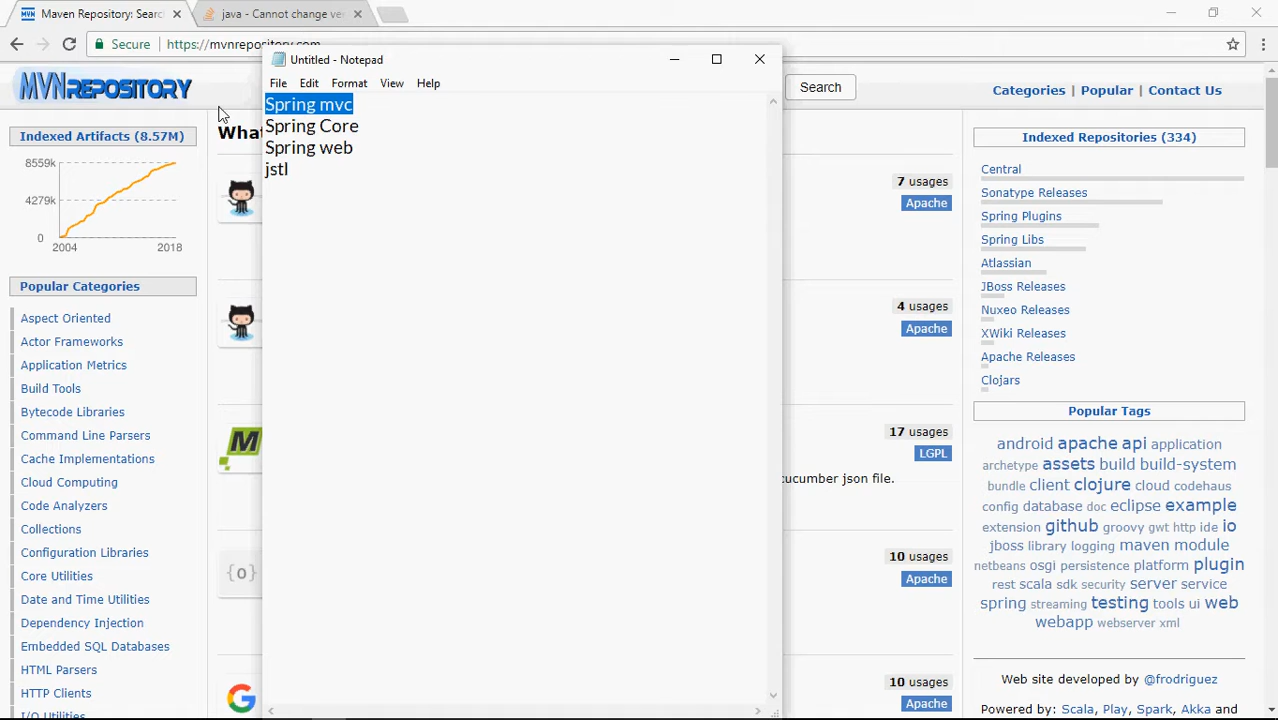 Maven Repository: Searc
java - Cannot change ve
Secure
https://mvnrepository.com
Untitled - Notepad
File Edit Format View Help
Spring mvc
Spring Core
Spring web
jstl
MVNREPOSITORY
Search
Categories | Popular | Contact Us
Indexed Artifacts (8.57M)
8559k
4279k
0
2004
2018
Popular Categories
Aspect Oriented
Actor Frameworks
Application Metrics
Build Tools
Bytecode Libraries
Command Line Parsers
Cache Implementations
Cloud Computing
Code Analyzers
Collections
Configuration Libraries
Core Utilities
Date and Time Utilities
Dependency Injection
Embedded SQL Databases
HTML Parsers
HTTP Clients
I/O Utilities
What
7 usages
Apache
4 usages
Apache
17 usages
LGPL
cucumber json file.
{o}
10 usages
Apache
10 usages
Apache
Indexed Repositories (334)
Central
Sonatype Releases
Spring Plugins
Spring Libs
Atlassian
JBoss Releases
Nuxeo Releases
XWiki Releases
Apache Releases
Clojars
Popular Tags
android apache api application
archetype assets build build-system
bundle client clojure cloud codehaus
config database doc eclipse example
extension github groovy gwt http ide io
jboss library logging maven module
netbeans osgi persistence platform plugin
rest scala sdk security server service
spring streaming testing tools ui web
webapp webserver xml
Web site developed by @frodriguez
Powered by: Scala, Play, Spark, Akka and